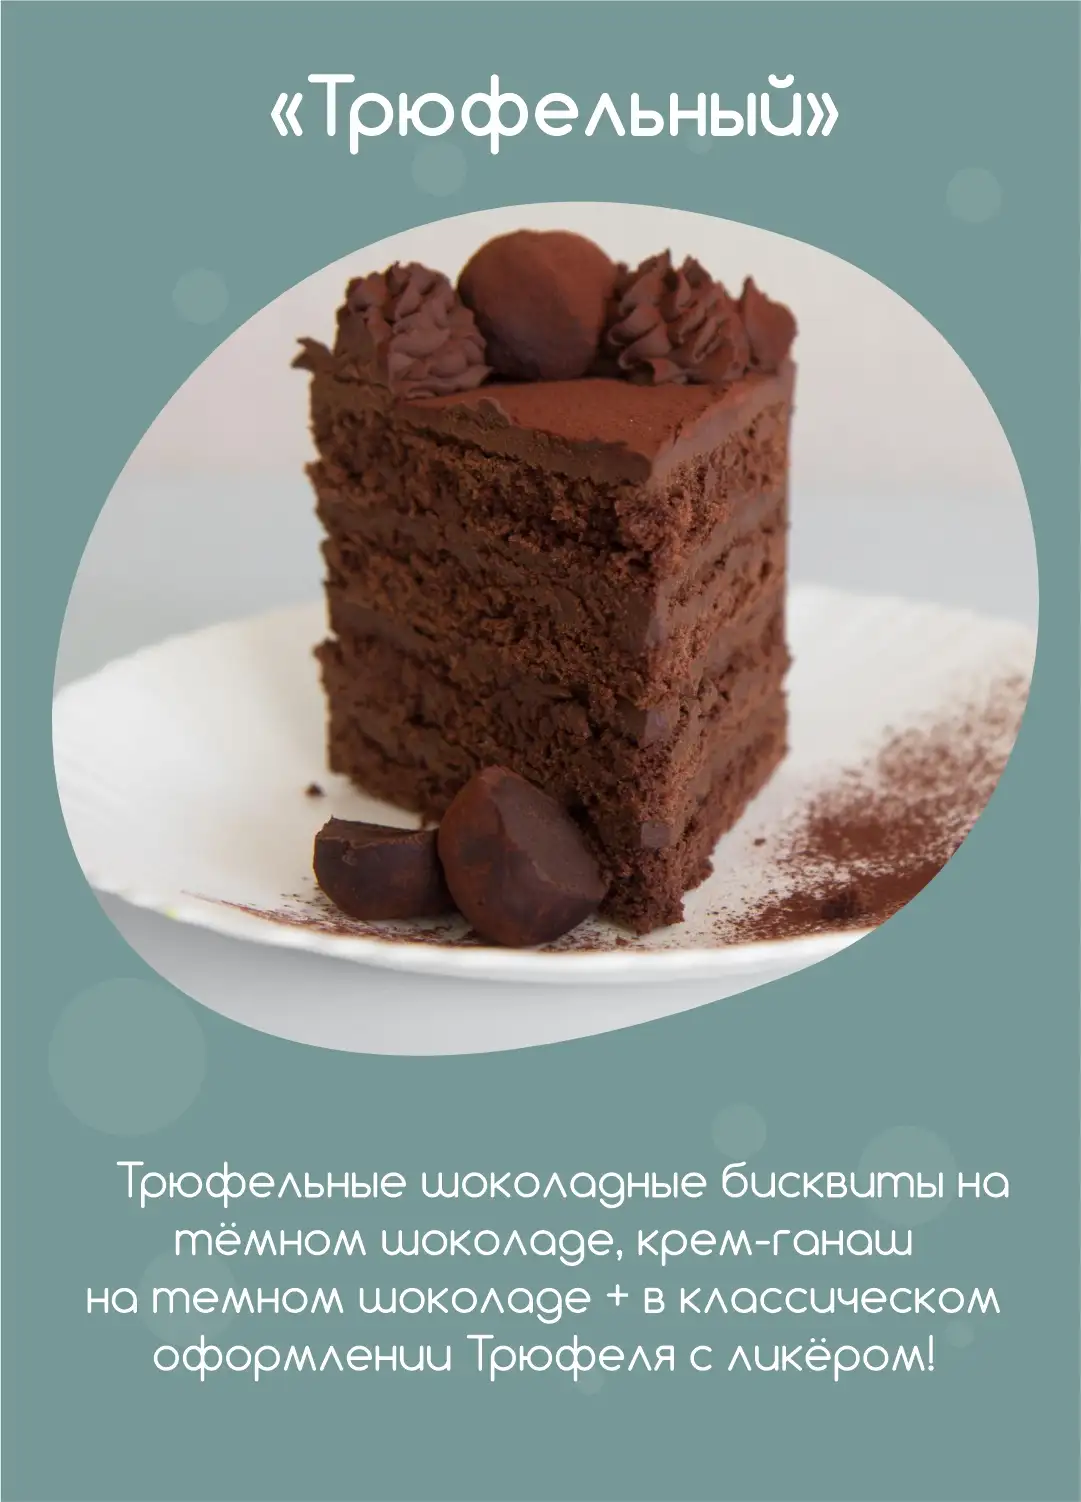 «Трюфельный»
Трюфельные шоколадные бисквиты на
тёмном шоколаде, крем-ганаш
на темном шоколаде + в классическом
оформлении Трюфеля с ликёром!